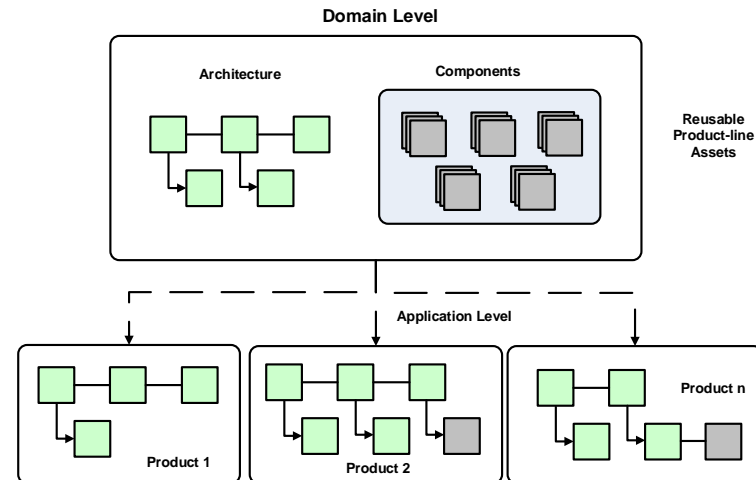 Domain Level
Architecture
Components
Reusable
Product-line
Assets
Application Level
Product 1
Product 2
Product n